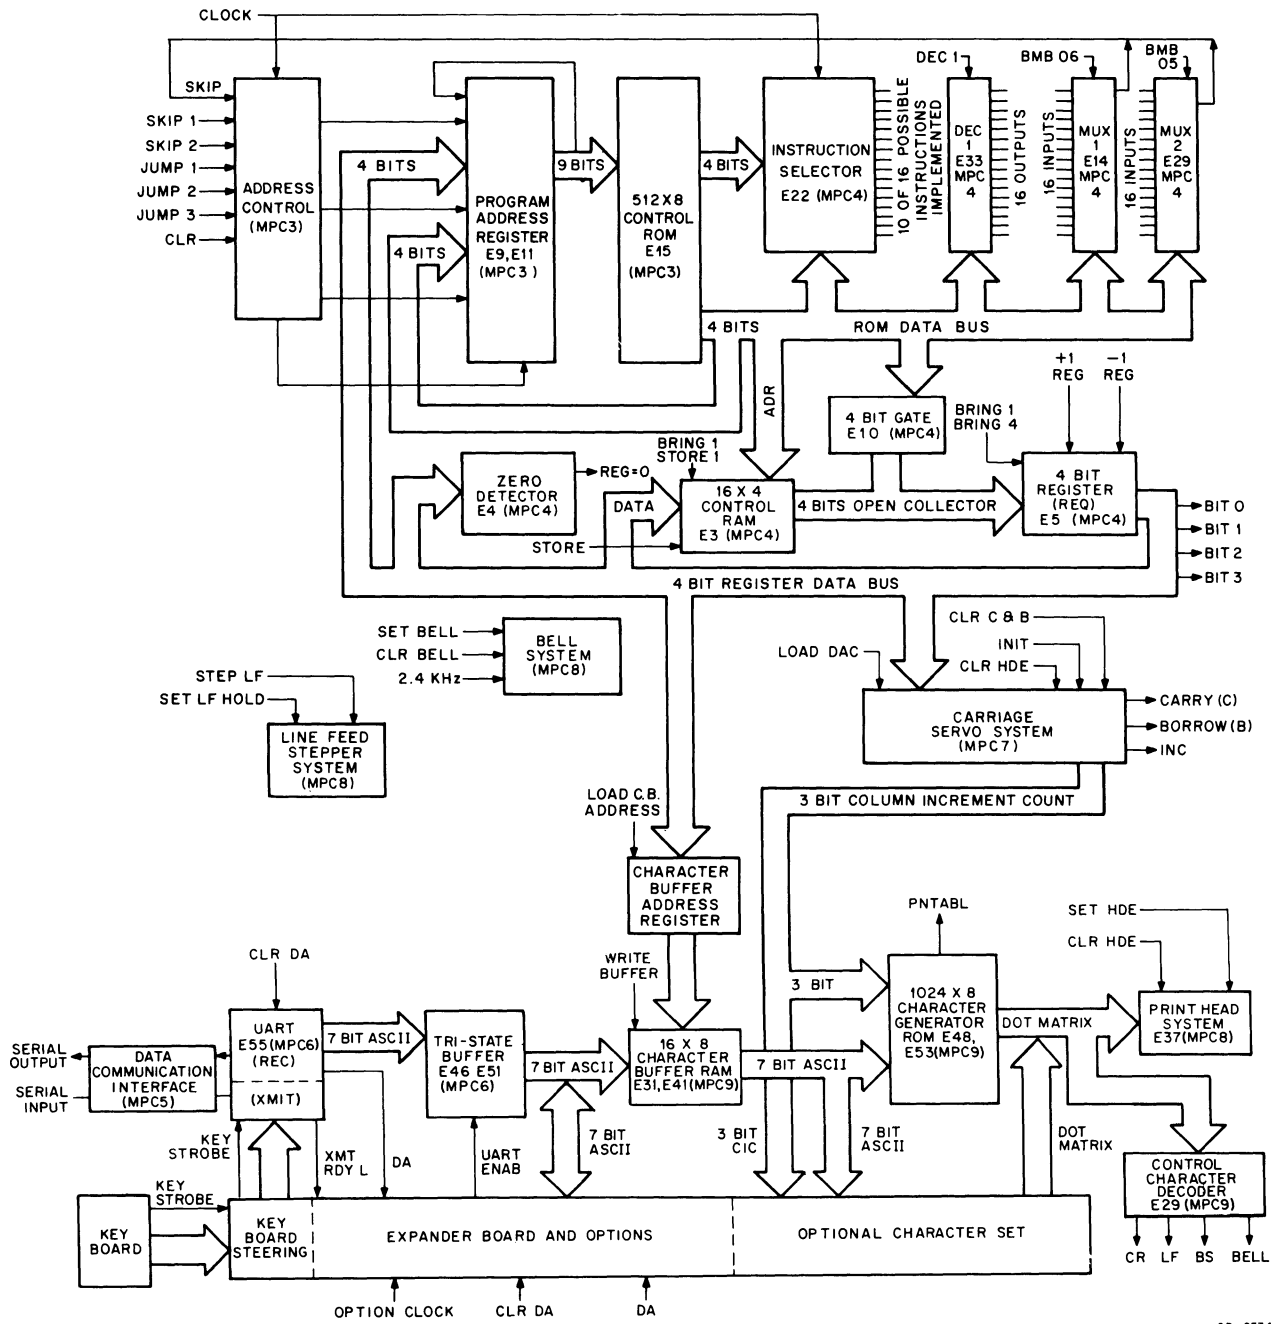 CLOCK
SKIP
SKIP 1
SKIP 2
JUMP 1
JUMP 2
JUMP 3
CLR
ADDRESS
CONTROL
(MPC3)
4 BITS
4 BITS
PROGRAM
ADDRESS
REGISTER
E9,E11
(MPC3)
9 BITS
512X8
CONTROL
ROM
E15
(MPC3)
4 BITS
INSTRUCTION
SELECTOR
E22 (MPC4)
10 OF 16 POSSIBLE
INSTRUCTIONS
IMPLEMENTED
DEC 1
DEC
1
E33
MPC
4
16 OUTPUTS
BMB 06
16 INPUTS
MUX
1
E14
MPC
4
BMB
05
16 INPUTS
MUX
2
E29
MPC
4
4 BITS
ROM DATA BUS
ADR
4 BIT GATE
E10 (MPC4)
+1
REG
-1
REG
BRING 1
BRING 4
BRING 1
STORE 1
ZERO
DETECTOR
E4 (MPC4)
REG=0
DATA
16 X 4
CONTROL
RAM
E3 (MPC4)
STORE
4 BITS OPEN COLLECTOR
4 BIT
REGISTER
(REQ)
E5 (MPC4)
BIT 0
BIT 1
BIT 2
BIT 3
4 BIT REGISTER DATA BUS
SET BELL
CLR BELL
2.4 KHz
BELL
SYSTEM
(MPC8)
STEP LF
SET LF HOLD
LINE FEED
STEPPER
SYSTEM
(MPC8)
CLR C & B
INIT
LOAD DAC
CLR HDE
CARRIAGE
SERVO SYSTEM
(MPC7)
CARRY (C)
BORROW (B)
INC
3 BIT COLUMN INCREMENT COUNT
LOAD C.B.
ADDRESS
CHARACTER
BUFFER
ADDRESS
REGISTER
WRITE
BUFFER
PNTABL
SET HDE
CLR HDE
CLR DA
UART
E55(MPC6)
(REC)
(XMIT)
7 BIT ASCII
TRI-STATE
BUFFER
E46 E51
(MPC6)
7 BIT ASCII
16 X 8
CHARACTER
BUFFER RAM
E31,E41(MPC9)
7 BIT ASCII
3 BIT
1024 X 8
CHARACTER
GENERATOR
ROM E48,
E53(MPC9)
DOT MATRIX
PRINT HEAD
SYSTEM
E37(MPC8)
SERIAL
OUTPUT
SERIAL
INPUT
DATA
COMMUNICATION
INTERFACE
(MPC5)
KEY
STROBE
XMT
RDY L
DA
UART
ENAB
7 BIT
ASCII
3 BIT
CIC
7 BIT
ASCII
DOT
MATRIX
CONTROL
CHARACTER
DECODER
E29 (MPC9)
CR
LF
BS
BELL
KEY
BOARD
KEY
STROBE
KEY
BOARD
STEERING
EXPANDER BOARD AND OPTIONS
OPTIONAL CHARACTER SET
OPTION CLOCK
CLR DA
DA